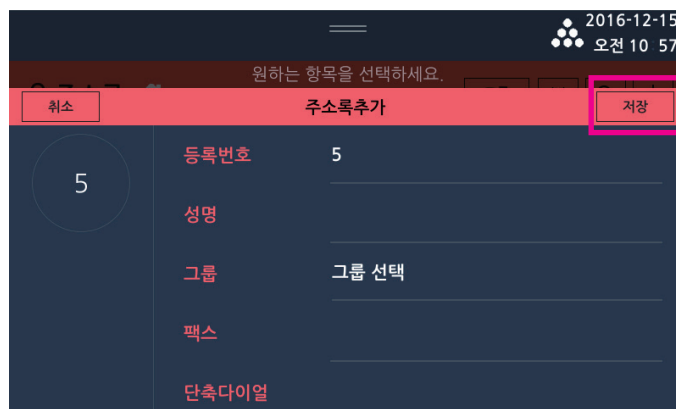 2016-12-15
오전 10 57
원하는 항목을 선택하세요.
취소
주소록추가
저장
5
등록번호
5
성명
그룹
그룹 선택
팩스
단축다이얼